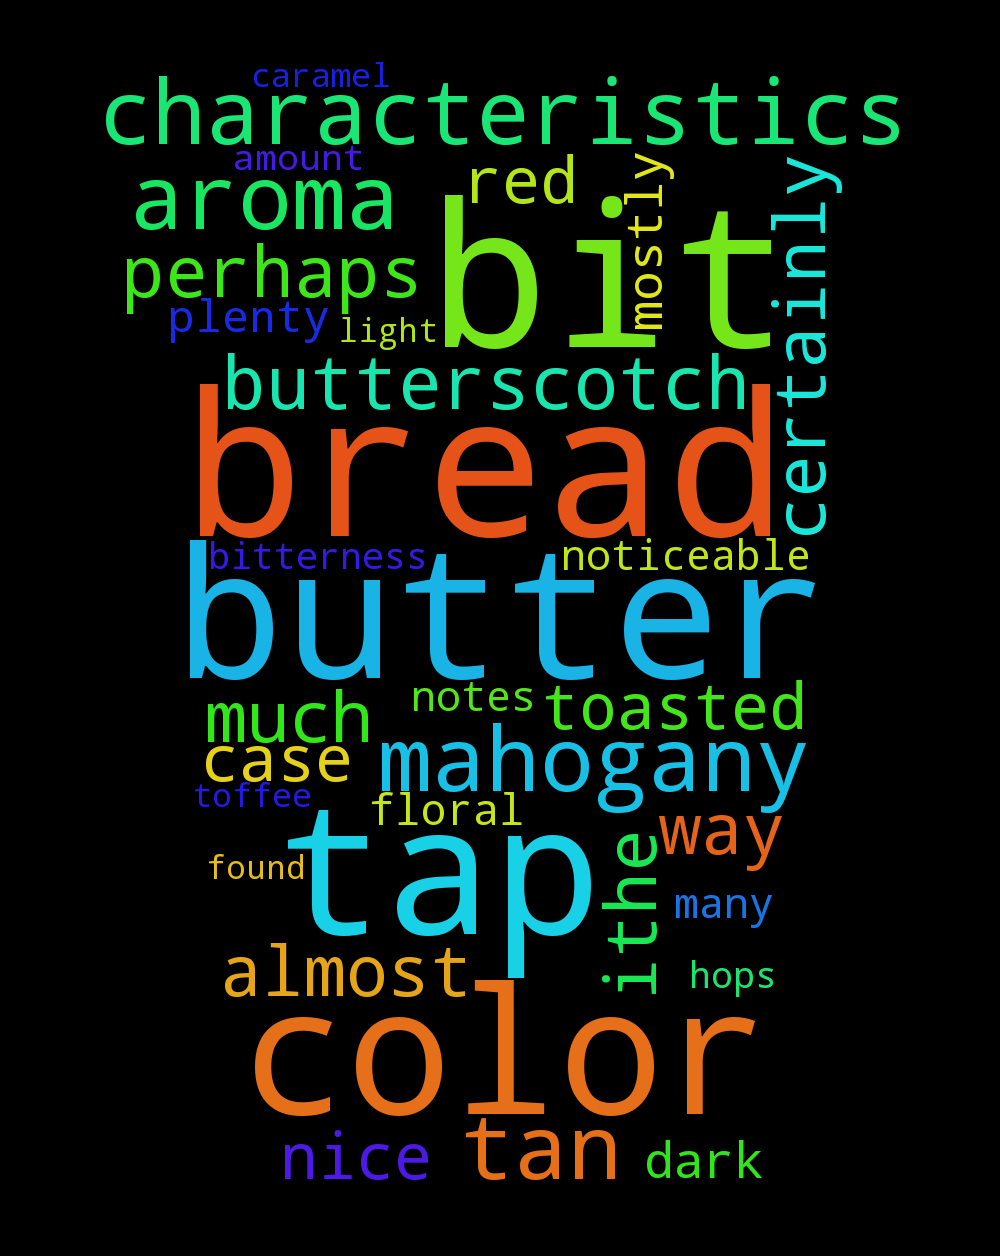 caramel
characteristics
amount
aroma
red
mostly
certainly
bit
perhaps
plenty
light
butterscotch
bread
bitterness
noticeable
butter
notes
toasted
much
mahogany
case
toffee
floral
way
tap
ithe
found
many
almost
hops
color
nice
tan
dark